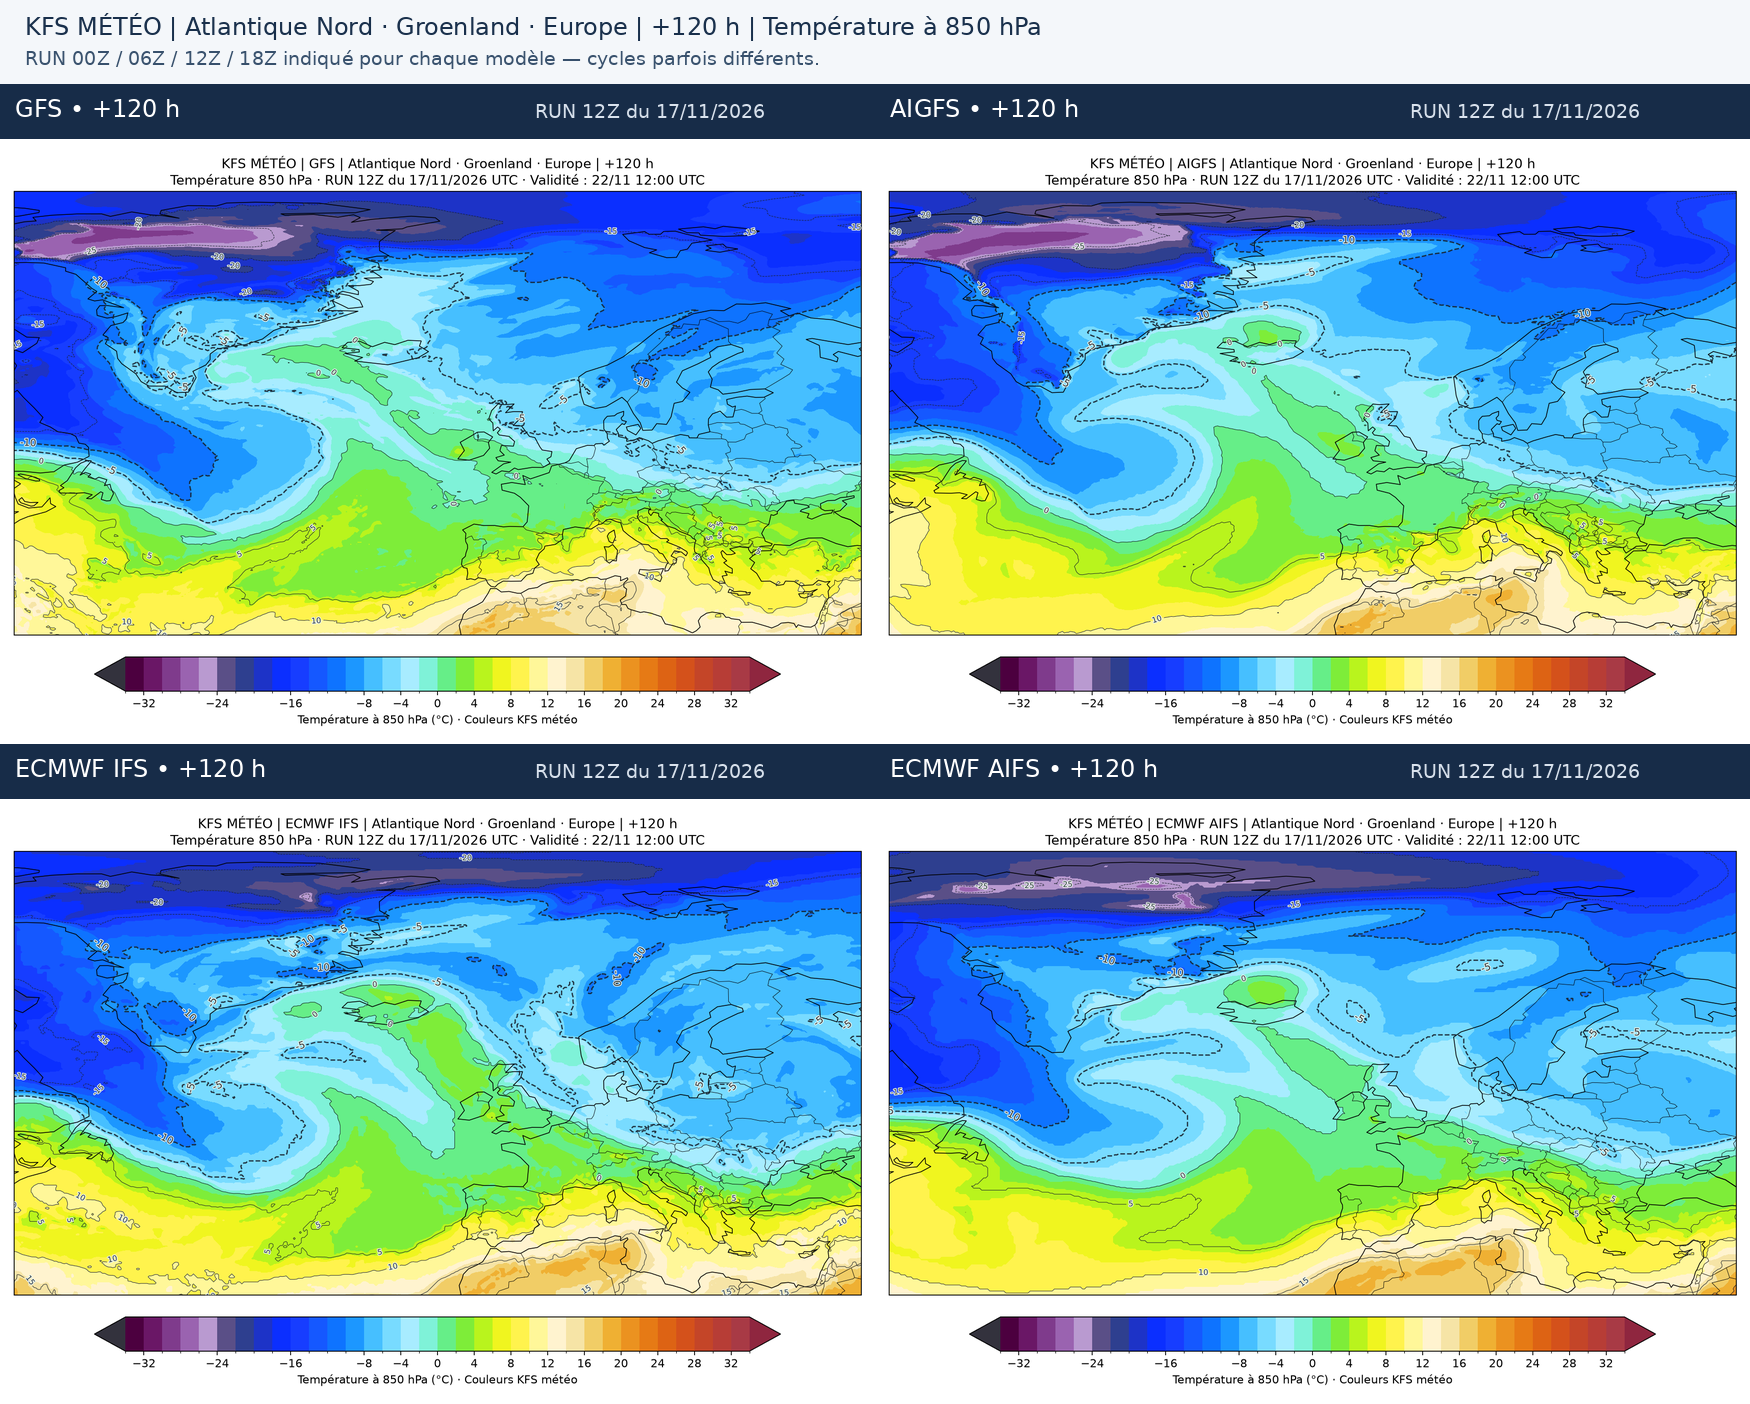 KFS MÉTÉO | Atlantique Nord · Groenland · Europe | +120 h | Température à 850 hPa
RUN 00Z / 06Z / 12Z / 18Z indiqué pour chaque modèle — cycles parfois différents.
GFS • +120 h
RUN 12Z du 17/11/2026
AIGFS • +120 h
RUN 12Z du 17/11/2026
KFS MÉTÉO | GFS | Atlantique Nord · Groenland · Europe | +120 h
Température 850 hPa · RUN 12Z du 17/11/2026 UTC · Validité : 22/11 12:00 UTC
KFS MÉTÉO | AIGFS | Atlantique Nord · Groenland · Europe | +120 h
Température 850 hPa · RUN 12Z du 17/11/2026 UTC · Validité : 22/11 12:00 UTC
−32 −24 −16 −8 −4 0 4 8 12 16 20 24 28 32
Température à 850 hPa (°C) · Couleurs KFS météo
−32 −24 −16 −8 −4 0 4 8 12 16 20 24 28 32
Température à 850 hPa (°C) · Couleurs KFS météo
ECMWF IFS • +120 h
RUN 12Z du 17/11/2026
ECMWF AIFS • +120 h
RUN 12Z du 17/11/2026
KFS MÉTÉO | ECMWF IFS | Atlantique Nord · Groenland · Europe | +120 h
Température 850 hPa · RUN 12Z du 17/11/2026 UTC · Validité : 22/11 12:00 UTC
KFS MÉTÉO | ECMWF AIFS | Atlantique Nord · Groenland · Europe | +120 h
Température 850 hPa · RUN 12Z du 17/11/2026 UTC · Validité : 22/11 12:00 UTC
−32 −24 −16 −8 −4 0 4 8 12 16 20 24 28 32
Température à 850 hPa (°C) · Couleurs KFS météo
−32 −24 −16 −8 −4 0 4 8 12 16 20 24 28 32
Température à 850 hPa (°C) · Couleurs KFS météo